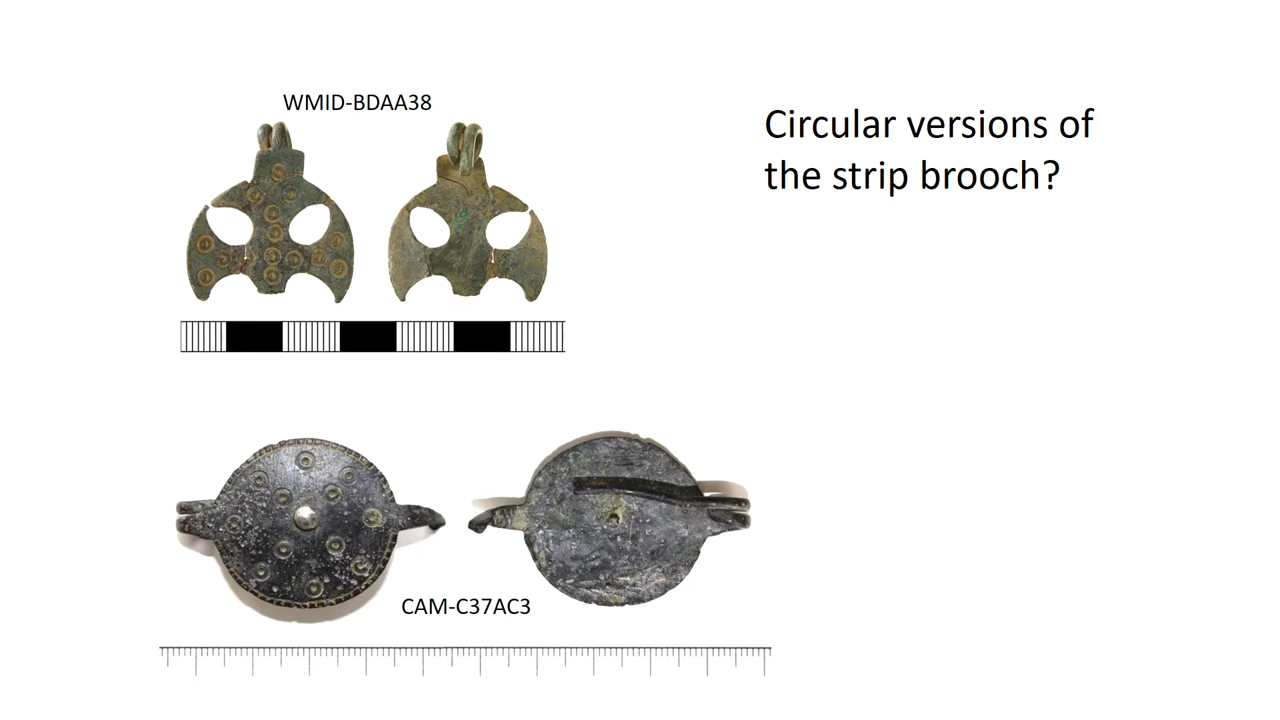 WMID-BDAA38
Circular versions of
the strip brooch?
CAM-C37AC3